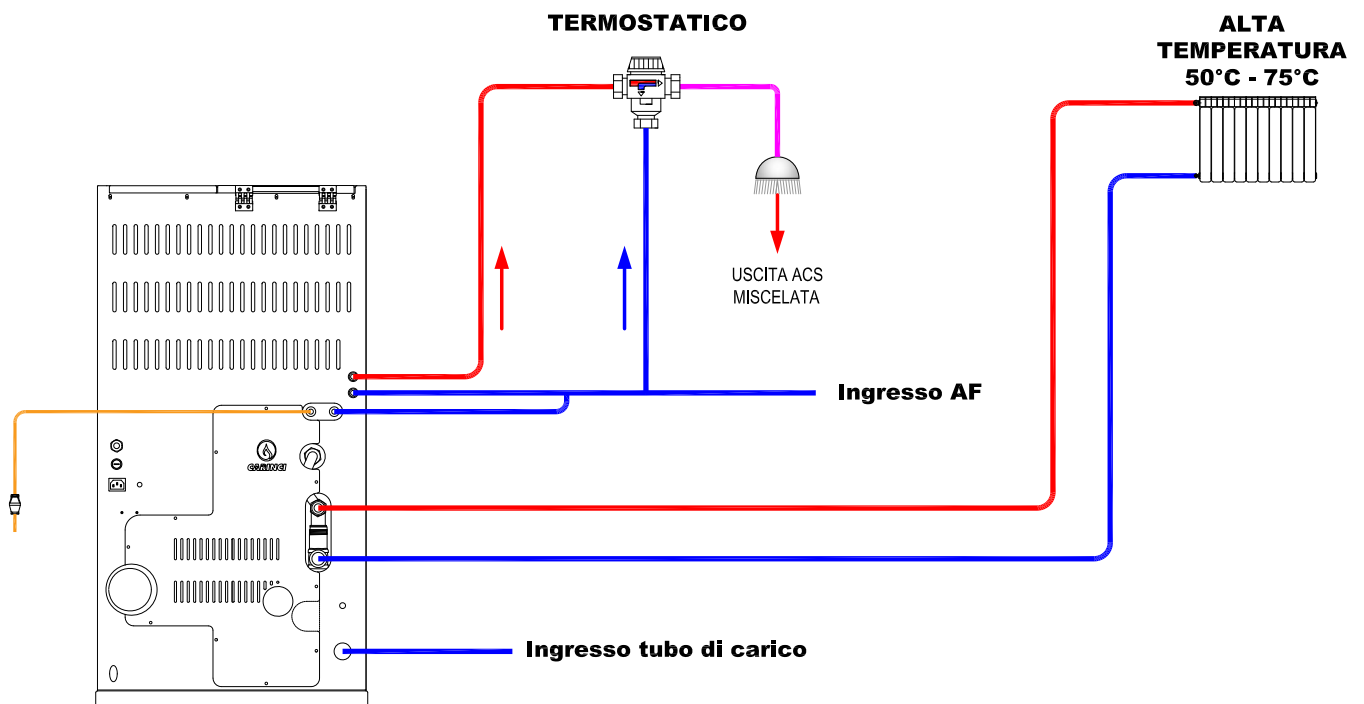 TERMOSTATICO
ALTA
TEMPERATURA
50°C - 75°C
USCITA ACS
MISCELATA
Ingresso AF
CARINCI
Ingresso tubo di carico